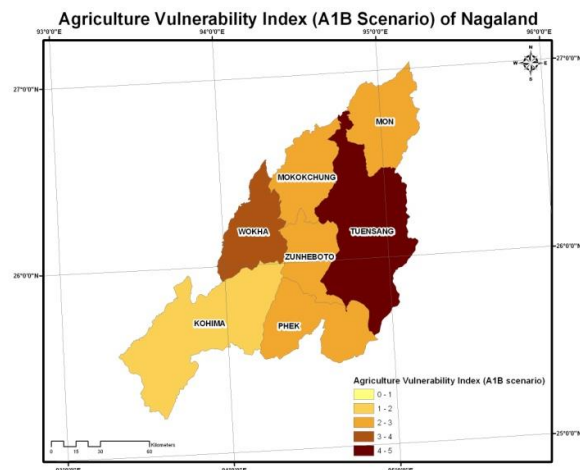 Agriculture Vulnerability Index (A1B Scenario) of Nagaland
93°0'0"E
94°0'0"E
95°0'0"E
96°0'0"E
27°0'0"N
27°0'0"N
N
W E
S
MON
MOKOKCHUNG
WOKHA
TUENSANG
ZUNHEBOTO
26°0'0"N
26°0'0"N
KOHIMA
PHEK
Agriculture Vulnerability Index (A1B scenario)
0 - 1
1 - 2
2 - 3
3 - 4
4 - 5
0 15 30 60
Kilometers
25°0'0"N